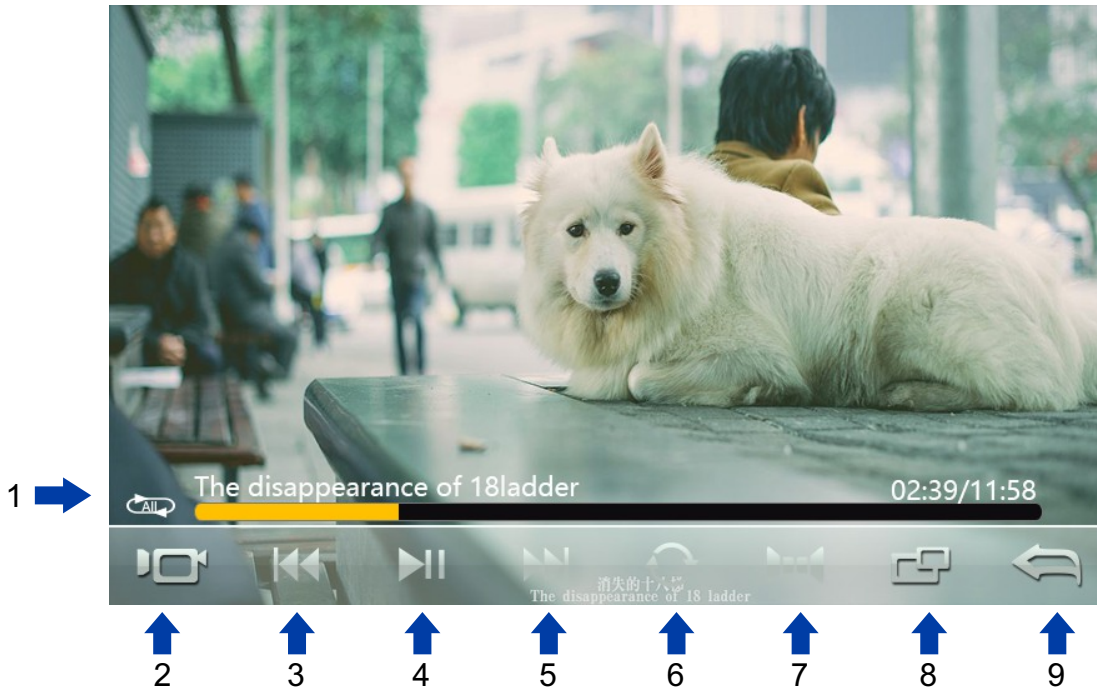 The disappearance of 18ladder
02:39/11:58
1
All
消失的十八梯
The disappearance of 18 ladder
2 3 4 5 6 7 8 9